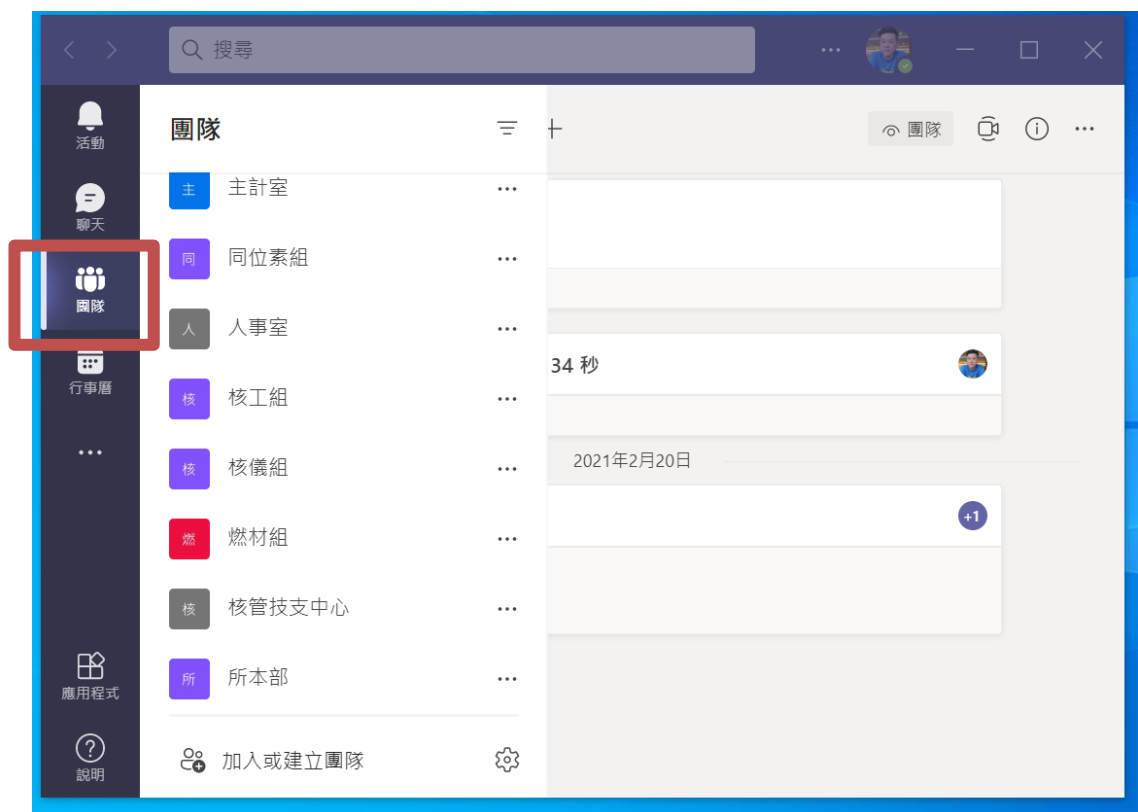 搜尋
活動
聊天
團隊
行事曆
應用程式
說明
團隊
主 主計室
同 同位素組
人 人事室
核 核工組
核 核儀組
燃 燃材組
核 核管技支中心
所 所本部
加入或建立團隊
團隊
34 秒
2021年2月20日
+1